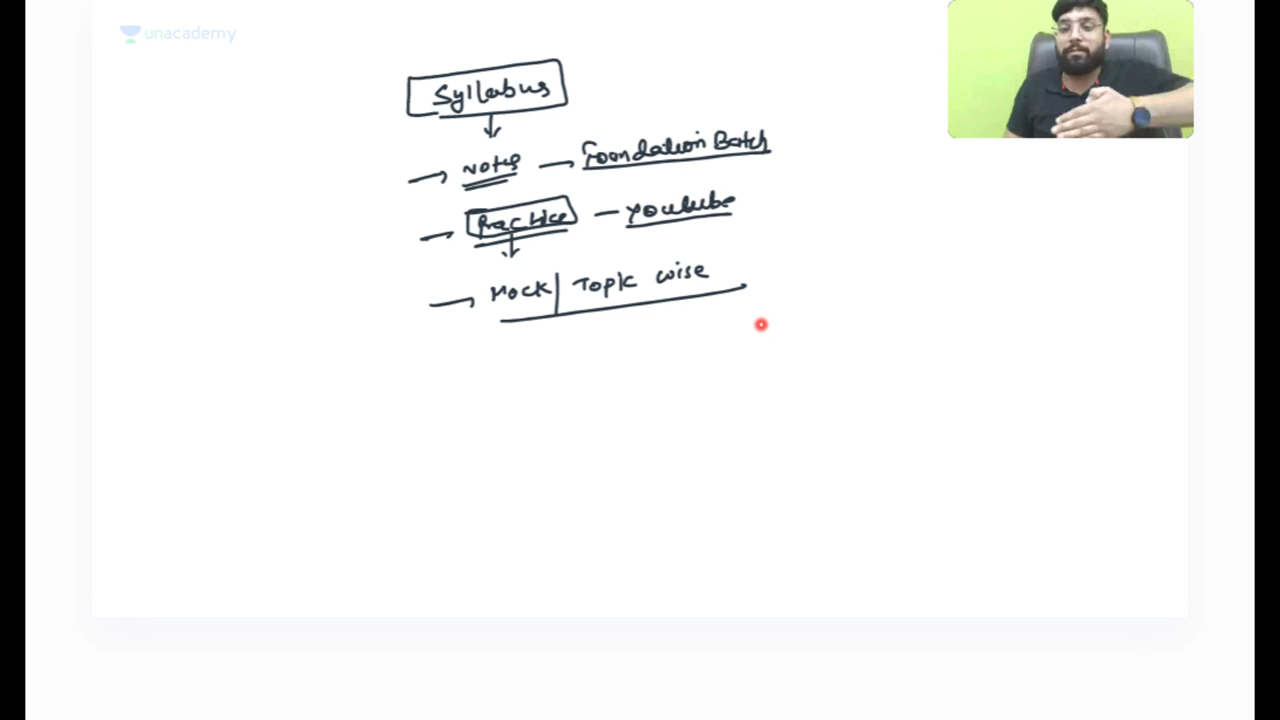 unacademy
Syllabus
Notes — Foundation Batch
Practice — Youtube
Mock | Topic wise